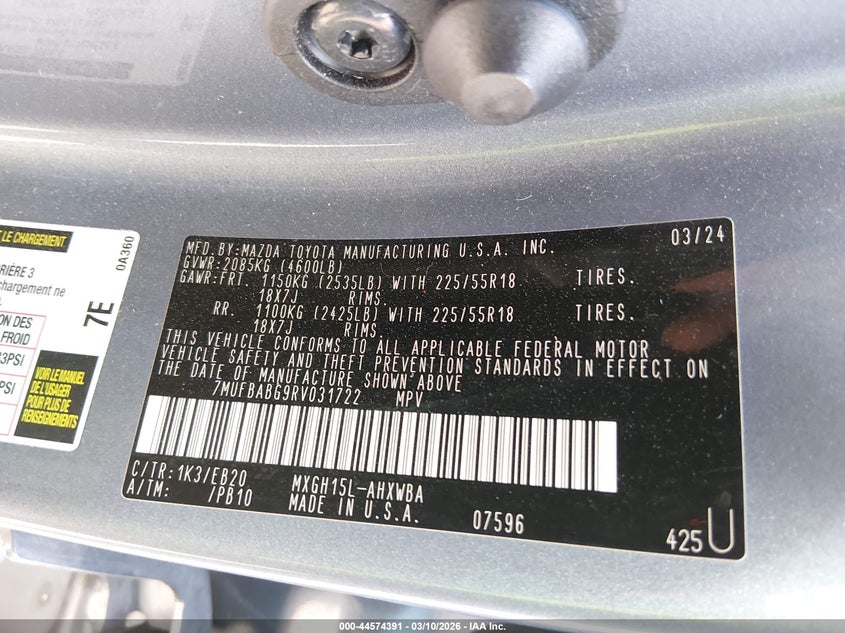 T LE CHARGEMENT
RIÈRE 3
chargement ne
ON DES
FROID
3PSI
PSI
0A360
7E
VOIR LE MANUEL
DE L'USAGER
POUR PLUS DE
RENSEIGNEMENTS
MFD.BY:MAZDA TOYOTA MANUFACTURING U.S.A. INC. 03/24
GVWR:2085KG (4600LB)
GAWR:FRT. 1150KG (2535LB) WITH 225/55R18 TIRES.
18X7J RIMS.
RR. 1100KG (2425LB) WITH 225/55R18 TIRES.
18X7J RIMS.
THIS VEHICLE CONFORMS TO ALL APPLICABLE FEDERAL MOTOR
VEHICLE SAFETY AND THEFT PREVENTION STANDARDS IN EFFECT ON
THE DATE OF MANUFACTURE SHOWN ABOVE
7MUFBABG9RV031722 MPV
C/TR:1K3/EB20 MXGH15L-AHXWBA
A/TM: /PB10 MADE IN U.S.A. 07596
425U
000-44574391 - 03/10/2026 - IAA Inc.